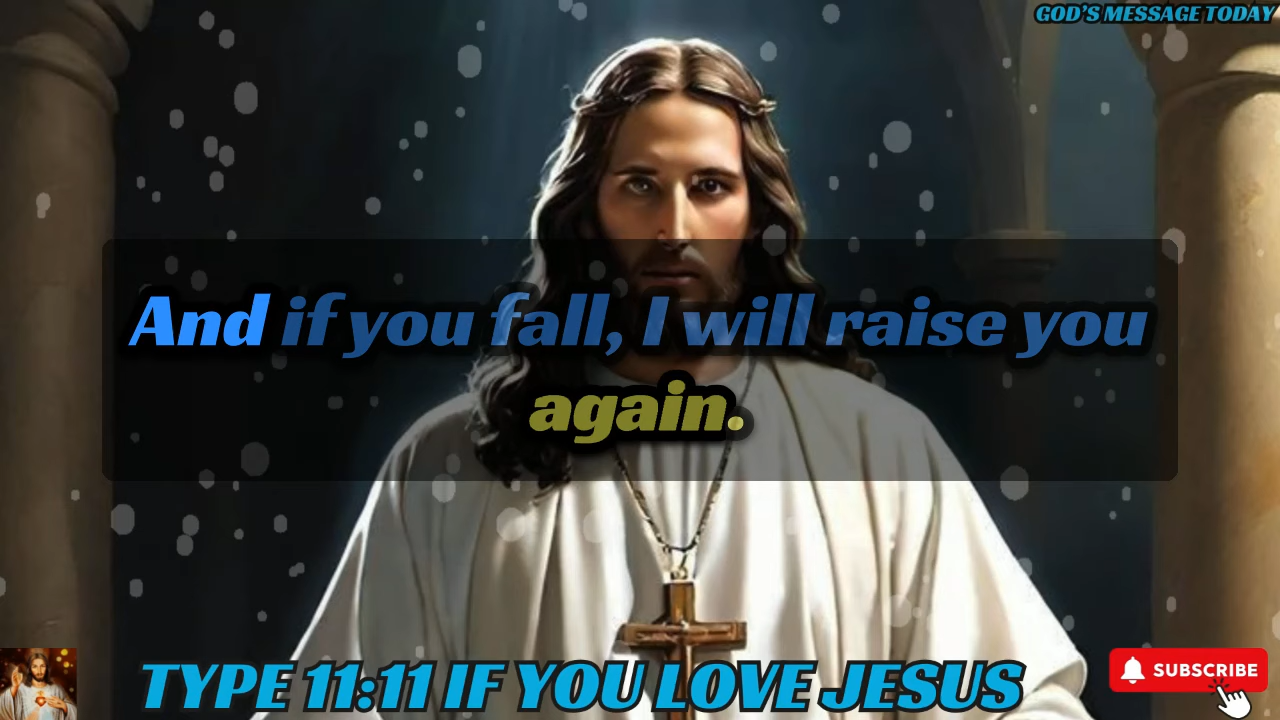 GOD'S MESSAGE TODAY
And if you fall, I will raise you
again.
TYPE 11:11 IF YOU LOVE JESUS
SUBSCRIBE